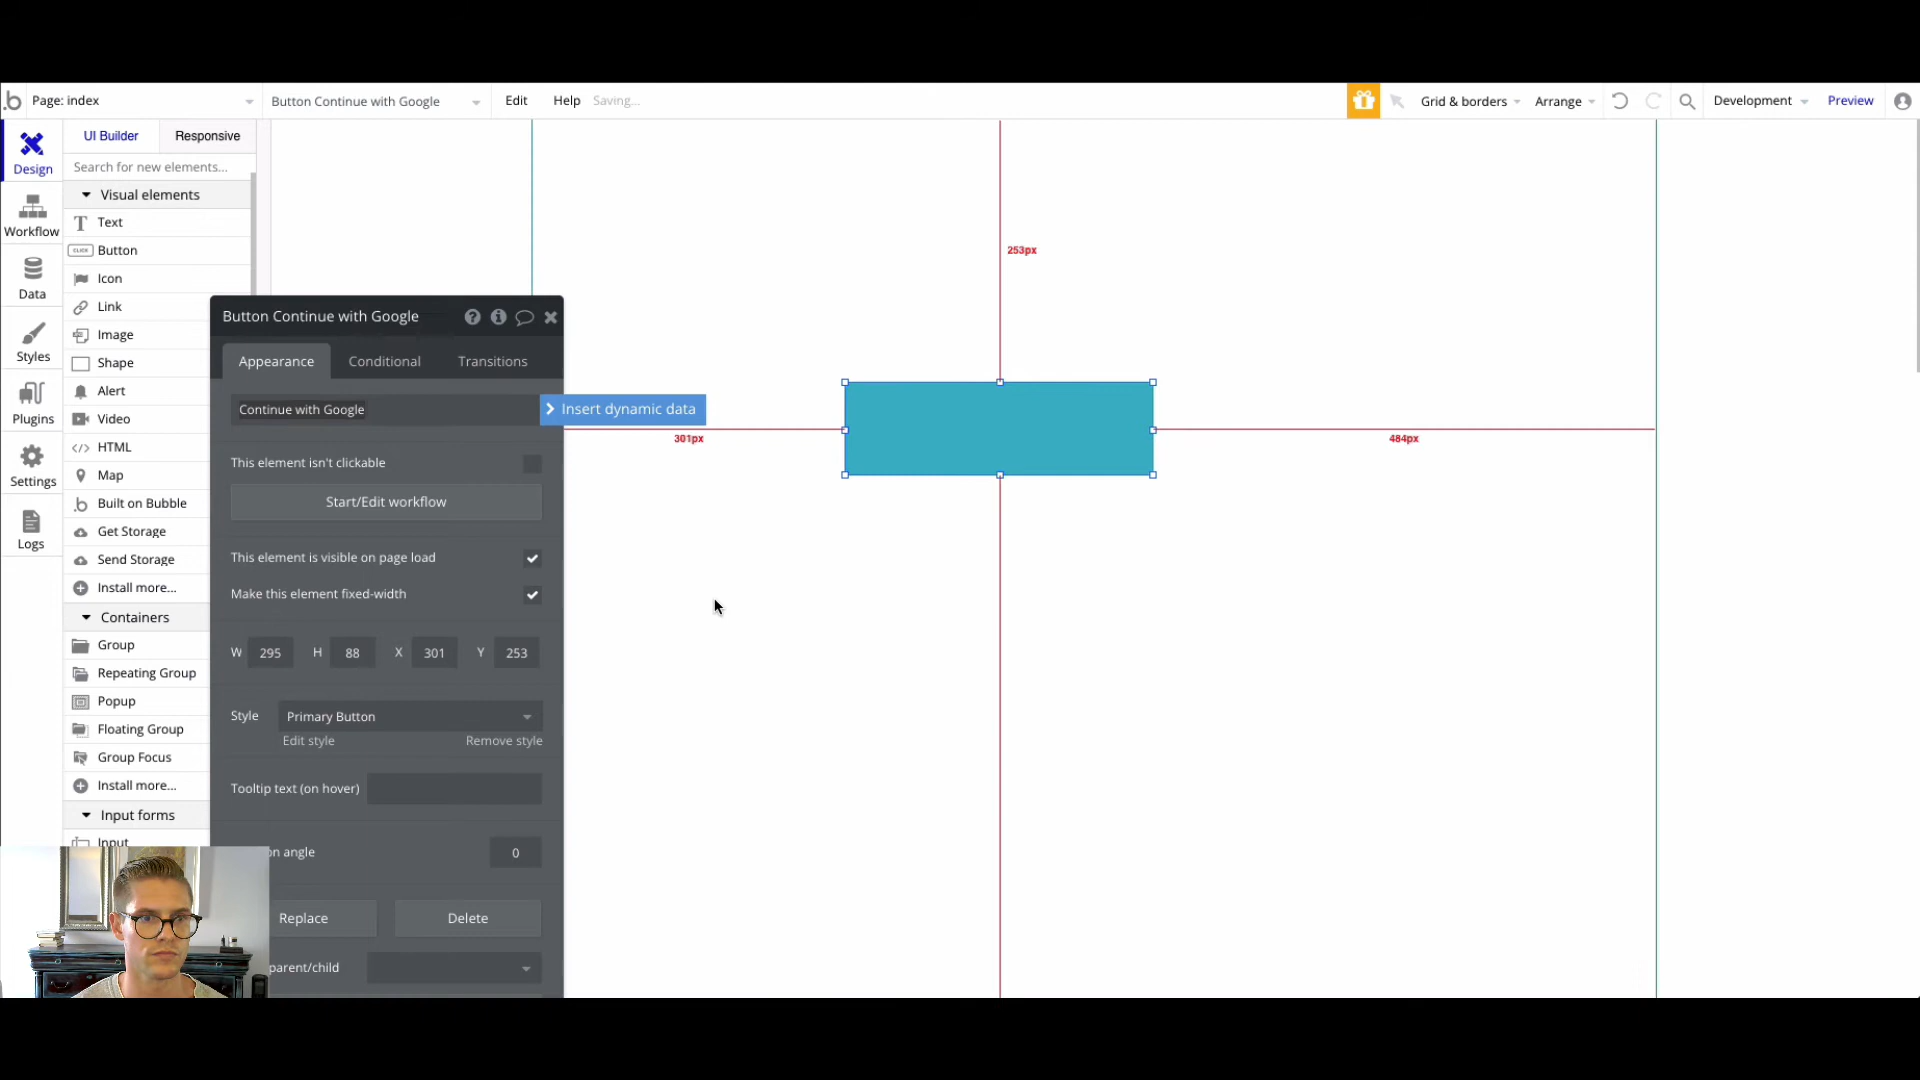 Page: index
Button Continue with Google
Edit
Help
Saving...
Grid & borders
Arrange
Development
Preview
Design
Workflow
Data
Styles
Plugins
Settings
Logs
UI Builder
Responsive
Search for new elements...
Visual elements
Text
CLICK Button
Icon
Link
Image
Shape
Alert
Video
HTML
Map
Built on Bubble
Get Storage
Send Storage
Install more...
Containers
Group
Repeating Group
Popup
Floating Group
Group Focus
Install more...
Input forms
Input
Button Continue with Google
Appearance
Conditional
Transitions
Continue with Google
Insert dynamic data
This element isn't clickable
Start/Edit workflow
This element is visible on page load
Make this element fixed-width
W 295 H 88 X 301 Y 253
Style Primary Button
Edit style Remove style
Tooltip text (on hover)
on angle 0
Replace Delete
parent/child
253px
301px
484px